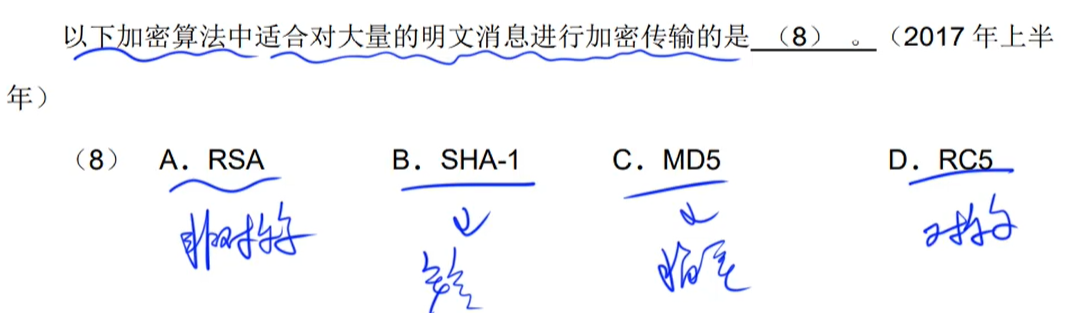 以下加密算法中适合对大量的明文消息进行加密传输的是（8）。（2017 年上半
年）
（8） A．RSA B．SHA-1 C．MD5 D．RC5
非对称 摘要 对称